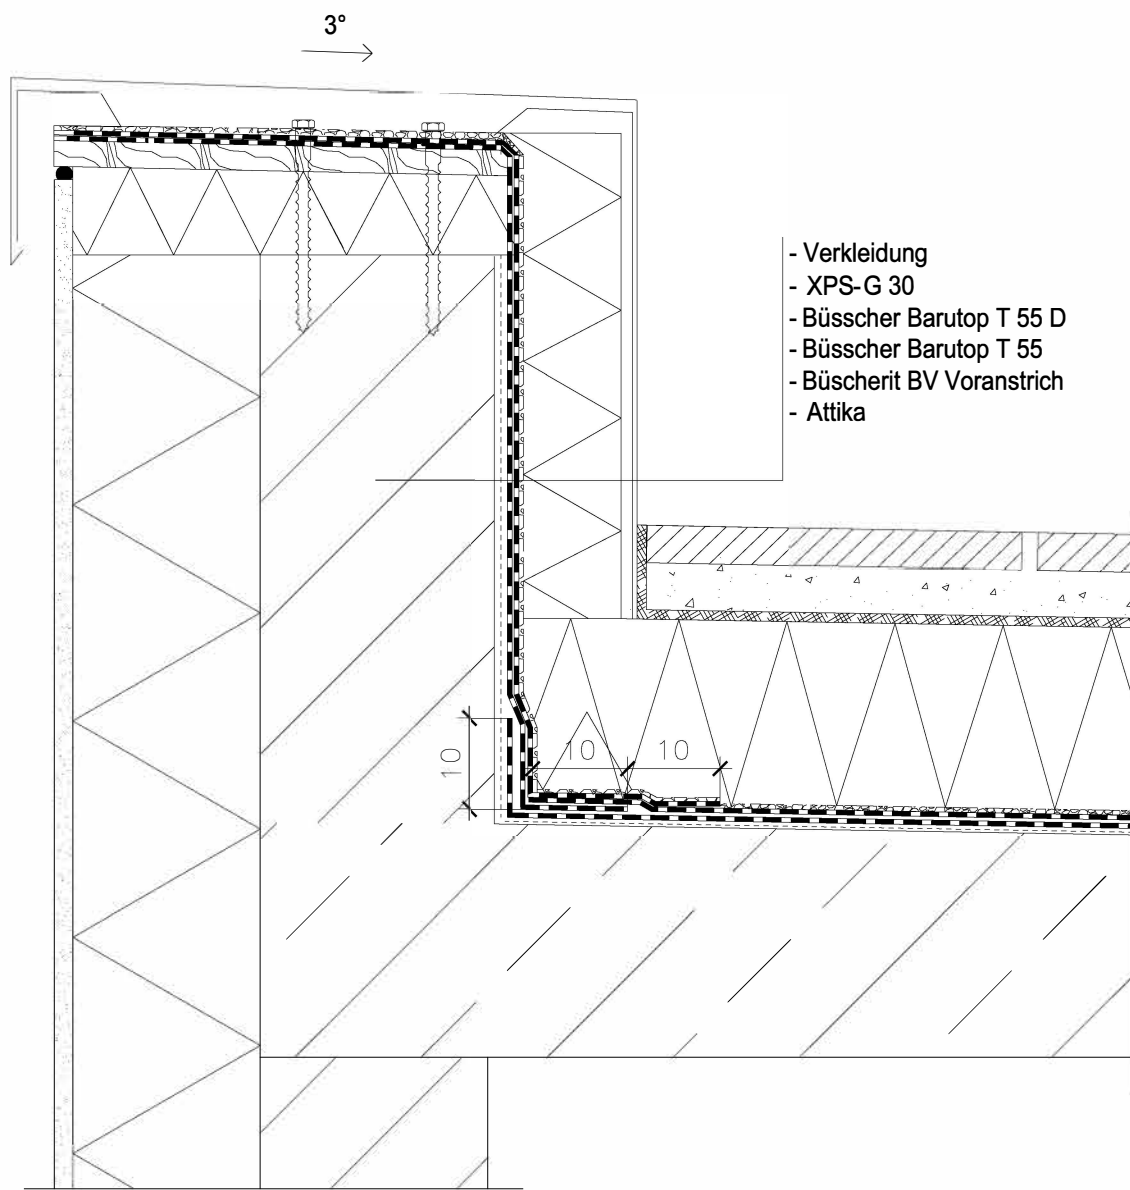 3°
- Verkleidung
- XPS-G 30
- Büsscher Barutop T 55 D
- Büsscher Barutop T 55
- Büscherit BV Voranstrich
- Attika
10
10
10